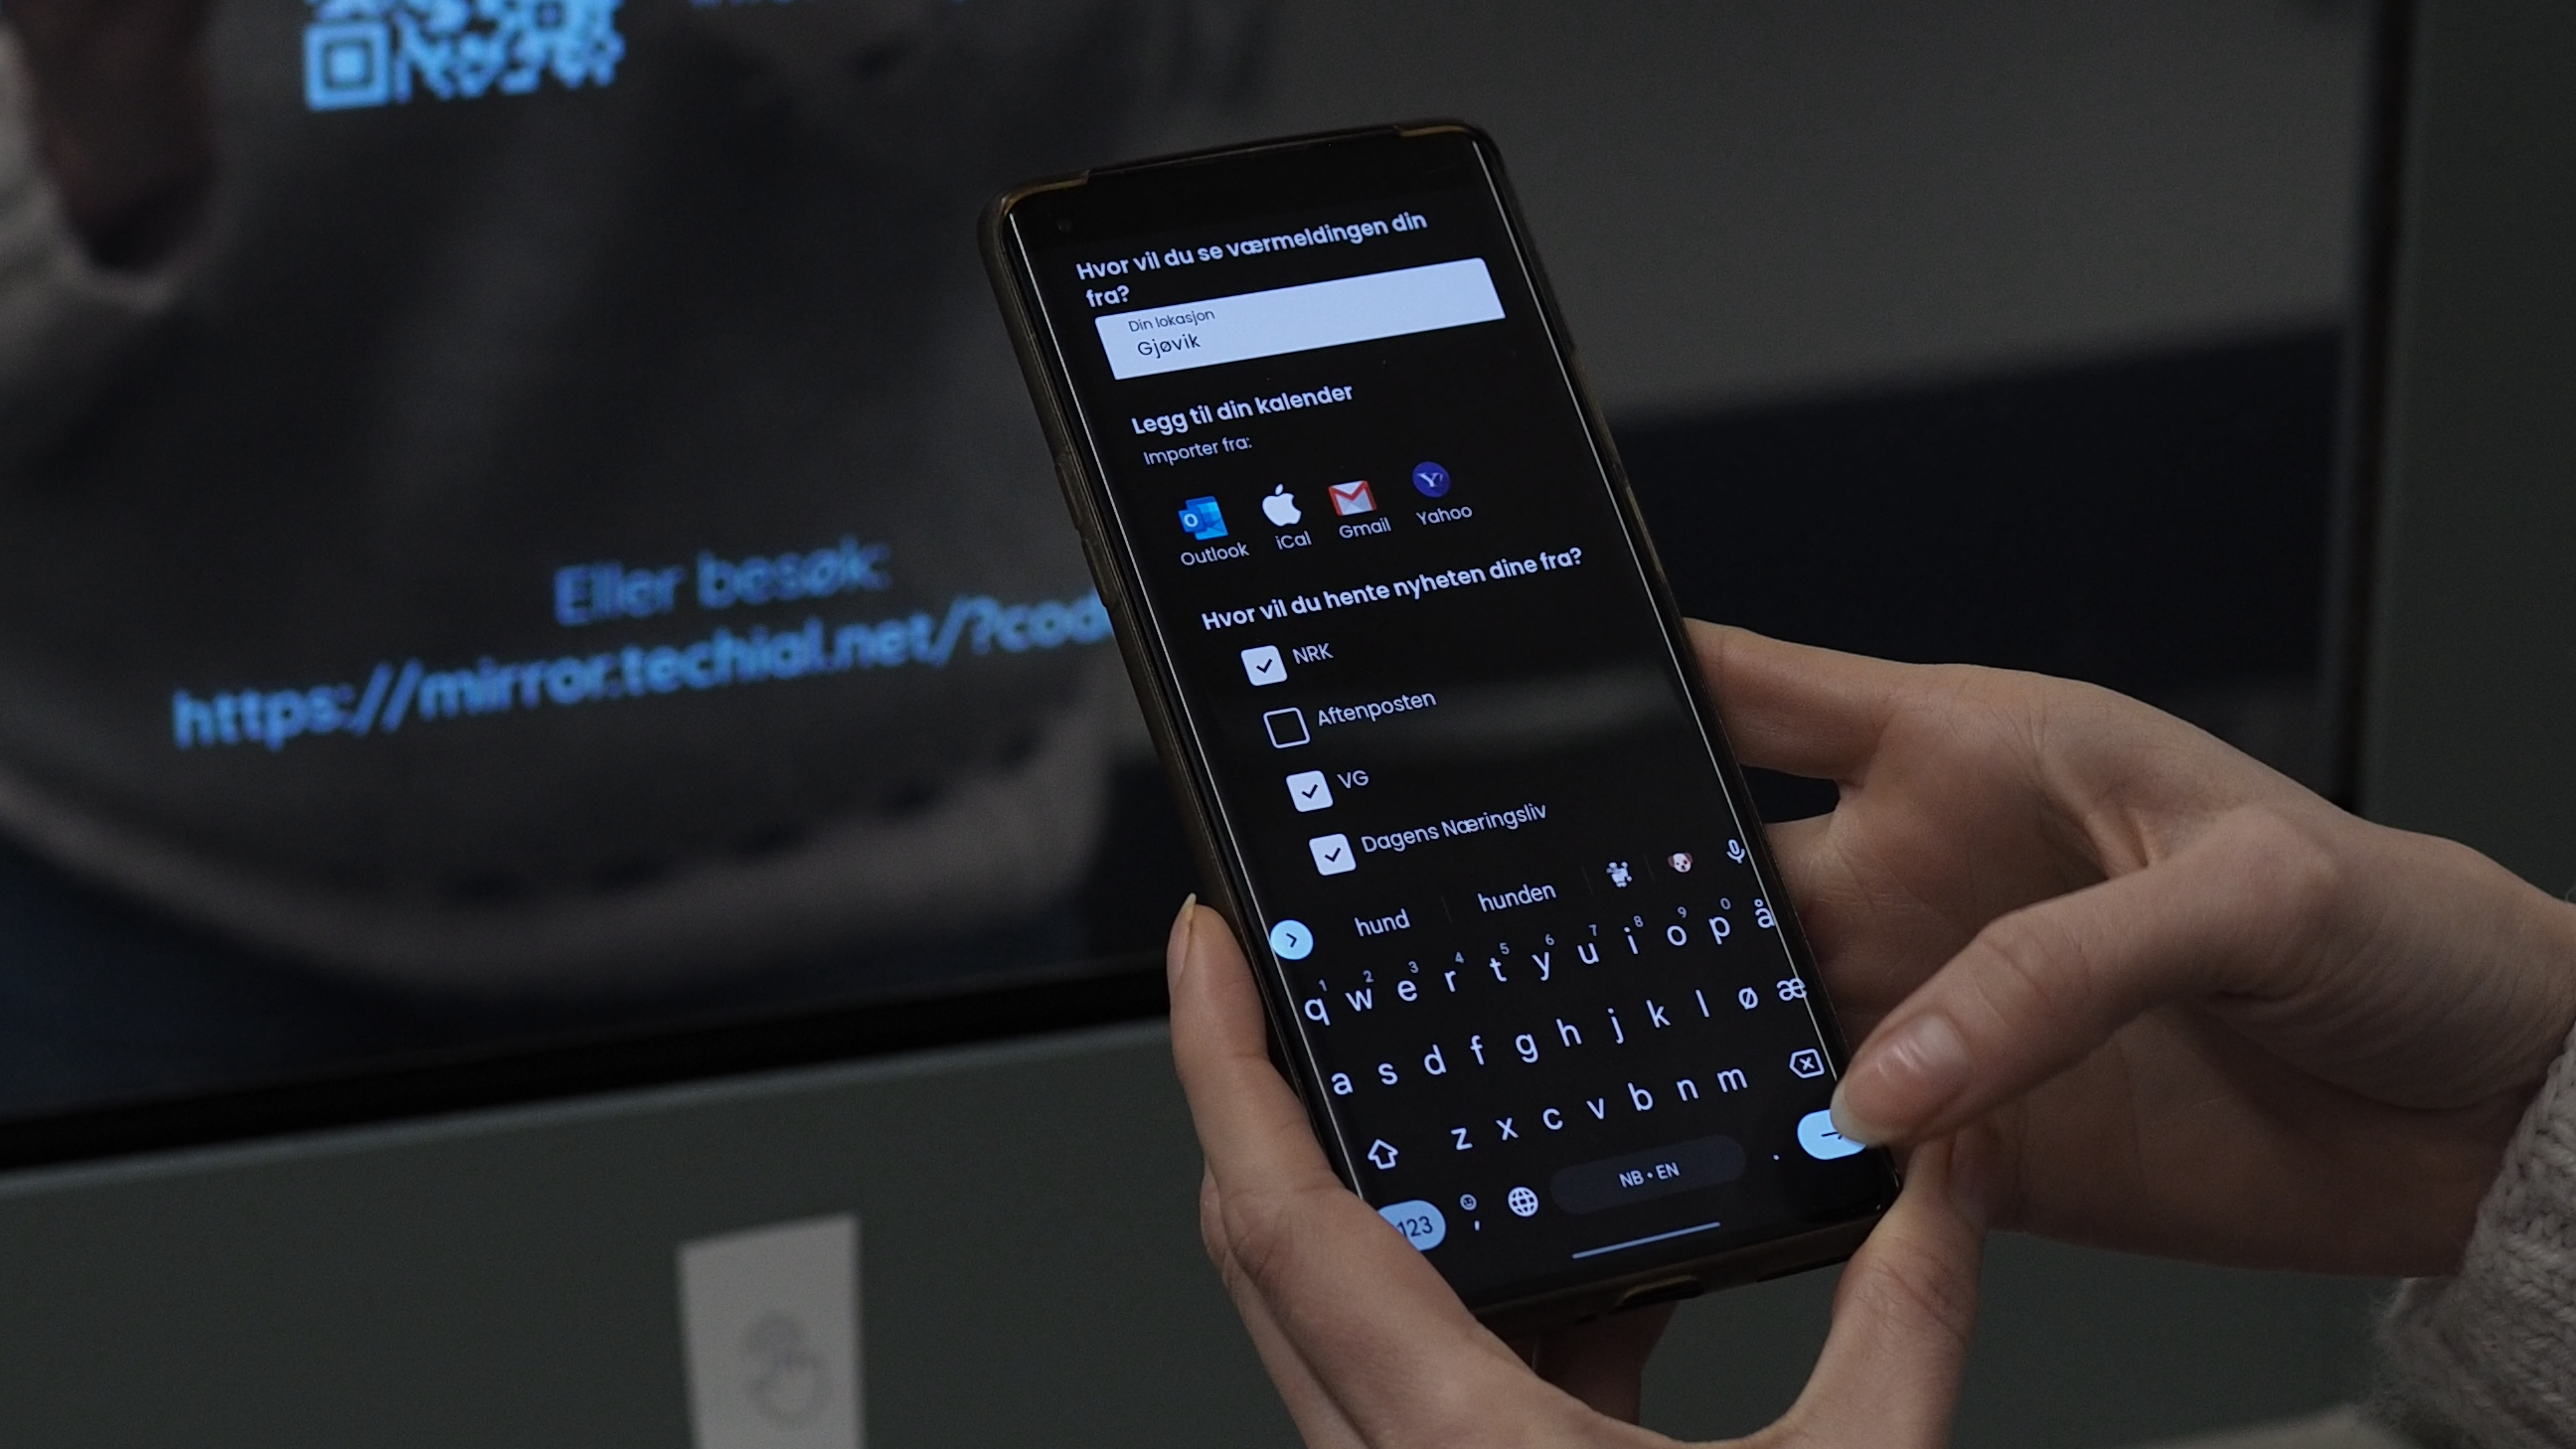 Eller besøk:
https://mirror.techial.net/?cod
Hvor vil du se værmeldingen din
fra?
Din lokasjon
Gjøvik
Legg til din kalender
Importer fra:
Outlook iCal Gmail Yahoo
Hvor vil du hente nyheten dine fra?
NRK
Aftenposten
VG
Dagens Næringsliv
hund hunden
1 2 3 4 5 6 7 8 9 0
q w e r t y u i o p å
a s d f g h j k l ø æ
z x c v b n m
123 , NB • EN .